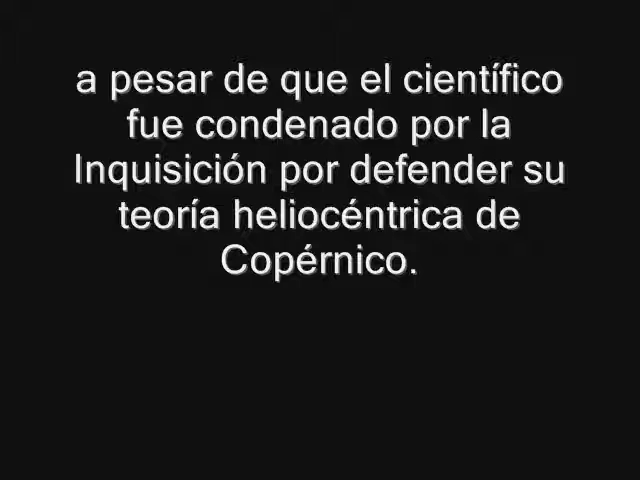 a pesar de que el científico
fue condenado por la
Inquisición por defender su
teoría heliocéntrica de
Copérnico.